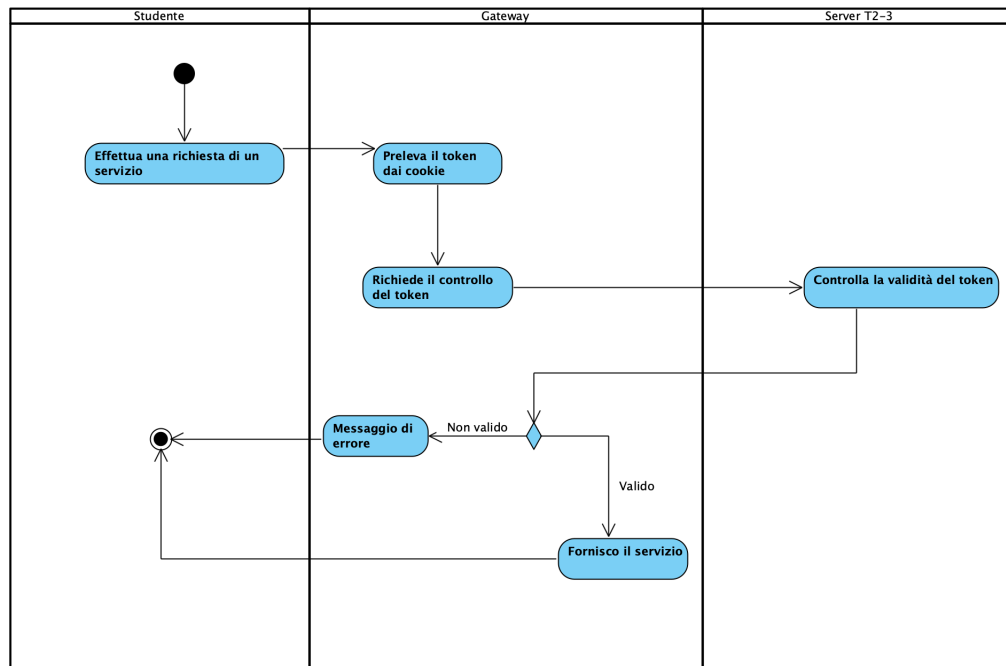 Studente
Gateway
Server T2-3
Effettua una richiesta di un
servizio
Preleva il token
dai cookie
Richiede il controllo
del token
Controlla la validità del token
Messaggio di
errore
Non valido
Valido
Fornisco il servizio